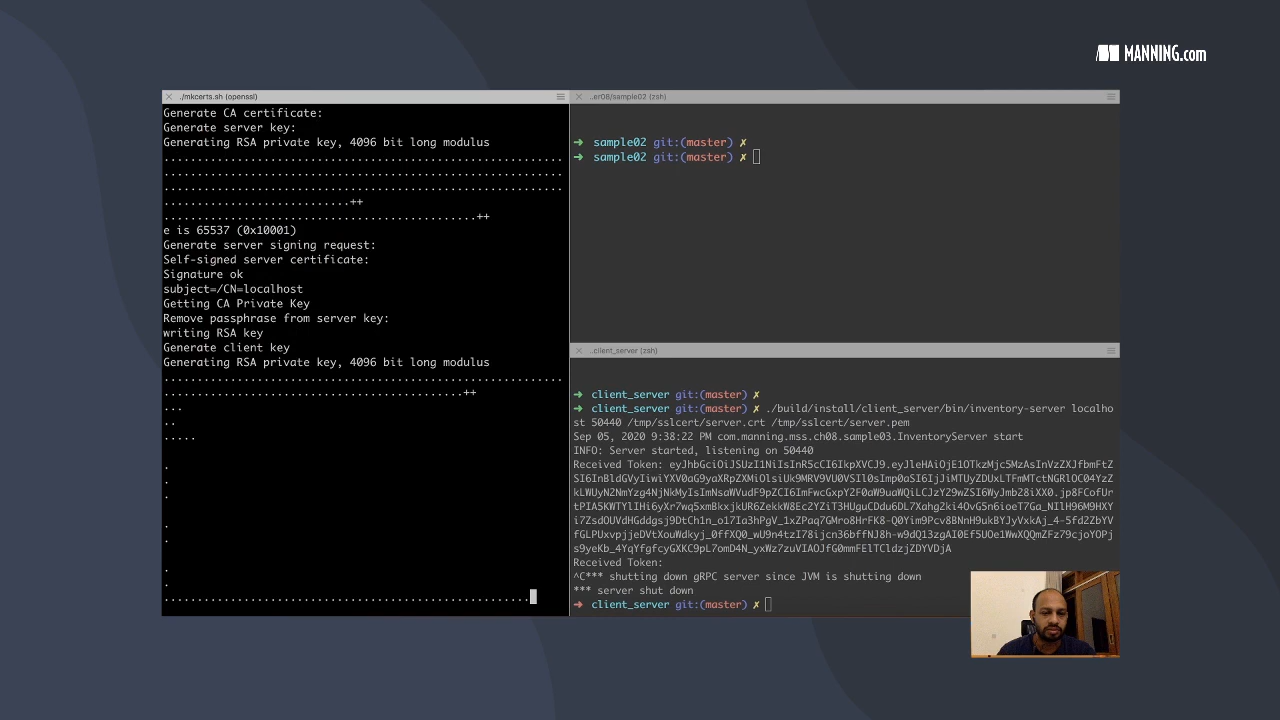 MANNING.com
./mkcerts.sh (openssl)
Generate CA certificate:
Generate server key:
Generating RSA private key, 4096 bit long modulus
............................................................
............................................................
............................................................
............................++
...............................................++
e is 65537 (0x10001)
Generate server signing request:
Self-signed server certificate:
Signature ok
subject=/CN=localhost
Getting CA Private Key
Remove passphrase from server key:
writing RSA key
Generate client key
Generating RSA private key, 4096 bit long modulus
............................................................
.............................................++
...
..
.....
.
.
.
.
.
.
.
.......................................................
..er08/sample02 (zsh)
➜ sample02 git:(master) ✗
➜ sample02 git:(master) ✗
..client_server (zsh)
➜ client_server git:(master) ✗
➜ client_server git:(master) ✗ ./build/install/client_server/bin/inventory-server localho
st 50440 /tmp/sslcert/server.crt /tmp/sslcert/server.pem
Sep 05, 2020 9:38:22 PM com.manning.mss.ch08.sample03.InventoryServer start
INFO: Server started, listening on 50440
Received Token:
Received Token:
^C*** shutting down gRPC server since JVM is shutting down
*** server shut down
➜ client_server git:(master) ✗